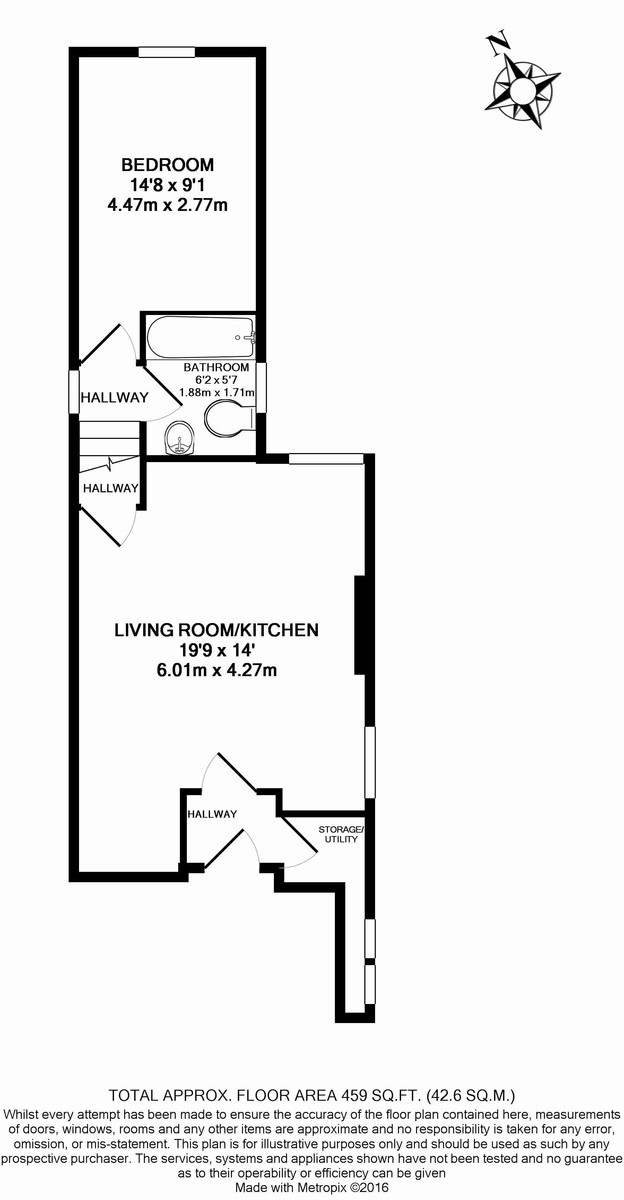 N
BEDROOM
14'8 x 9'1
4.47m x 2.77m
BATHROOM
6'2 x 5'7
1.88m x 1.71m
HALLWAY
HALLWAY
LIVING ROOM/KITCHEN
19'9 x 14'
6.01m x 4.27m
HALLWAY
STORAGE/
UTILITY
TOTAL APPROX. FLOOR AREA 459 SQ.FT. (42.6 SQ.M.)
Whilst every attempt has been made to ensure the accuracy of the floor plan contained here, measurements
of doors, windows, rooms and any other items are approximate and no responsibility is taken for any error,
omission, or mis-statement. This plan is for illustrative purposes only and should be used as such by any
prospective purchaser. The services, systems and appliances shown have not been tested and no guarantee
as to their operability or efficiency can be given
Made with Metropix ©2016